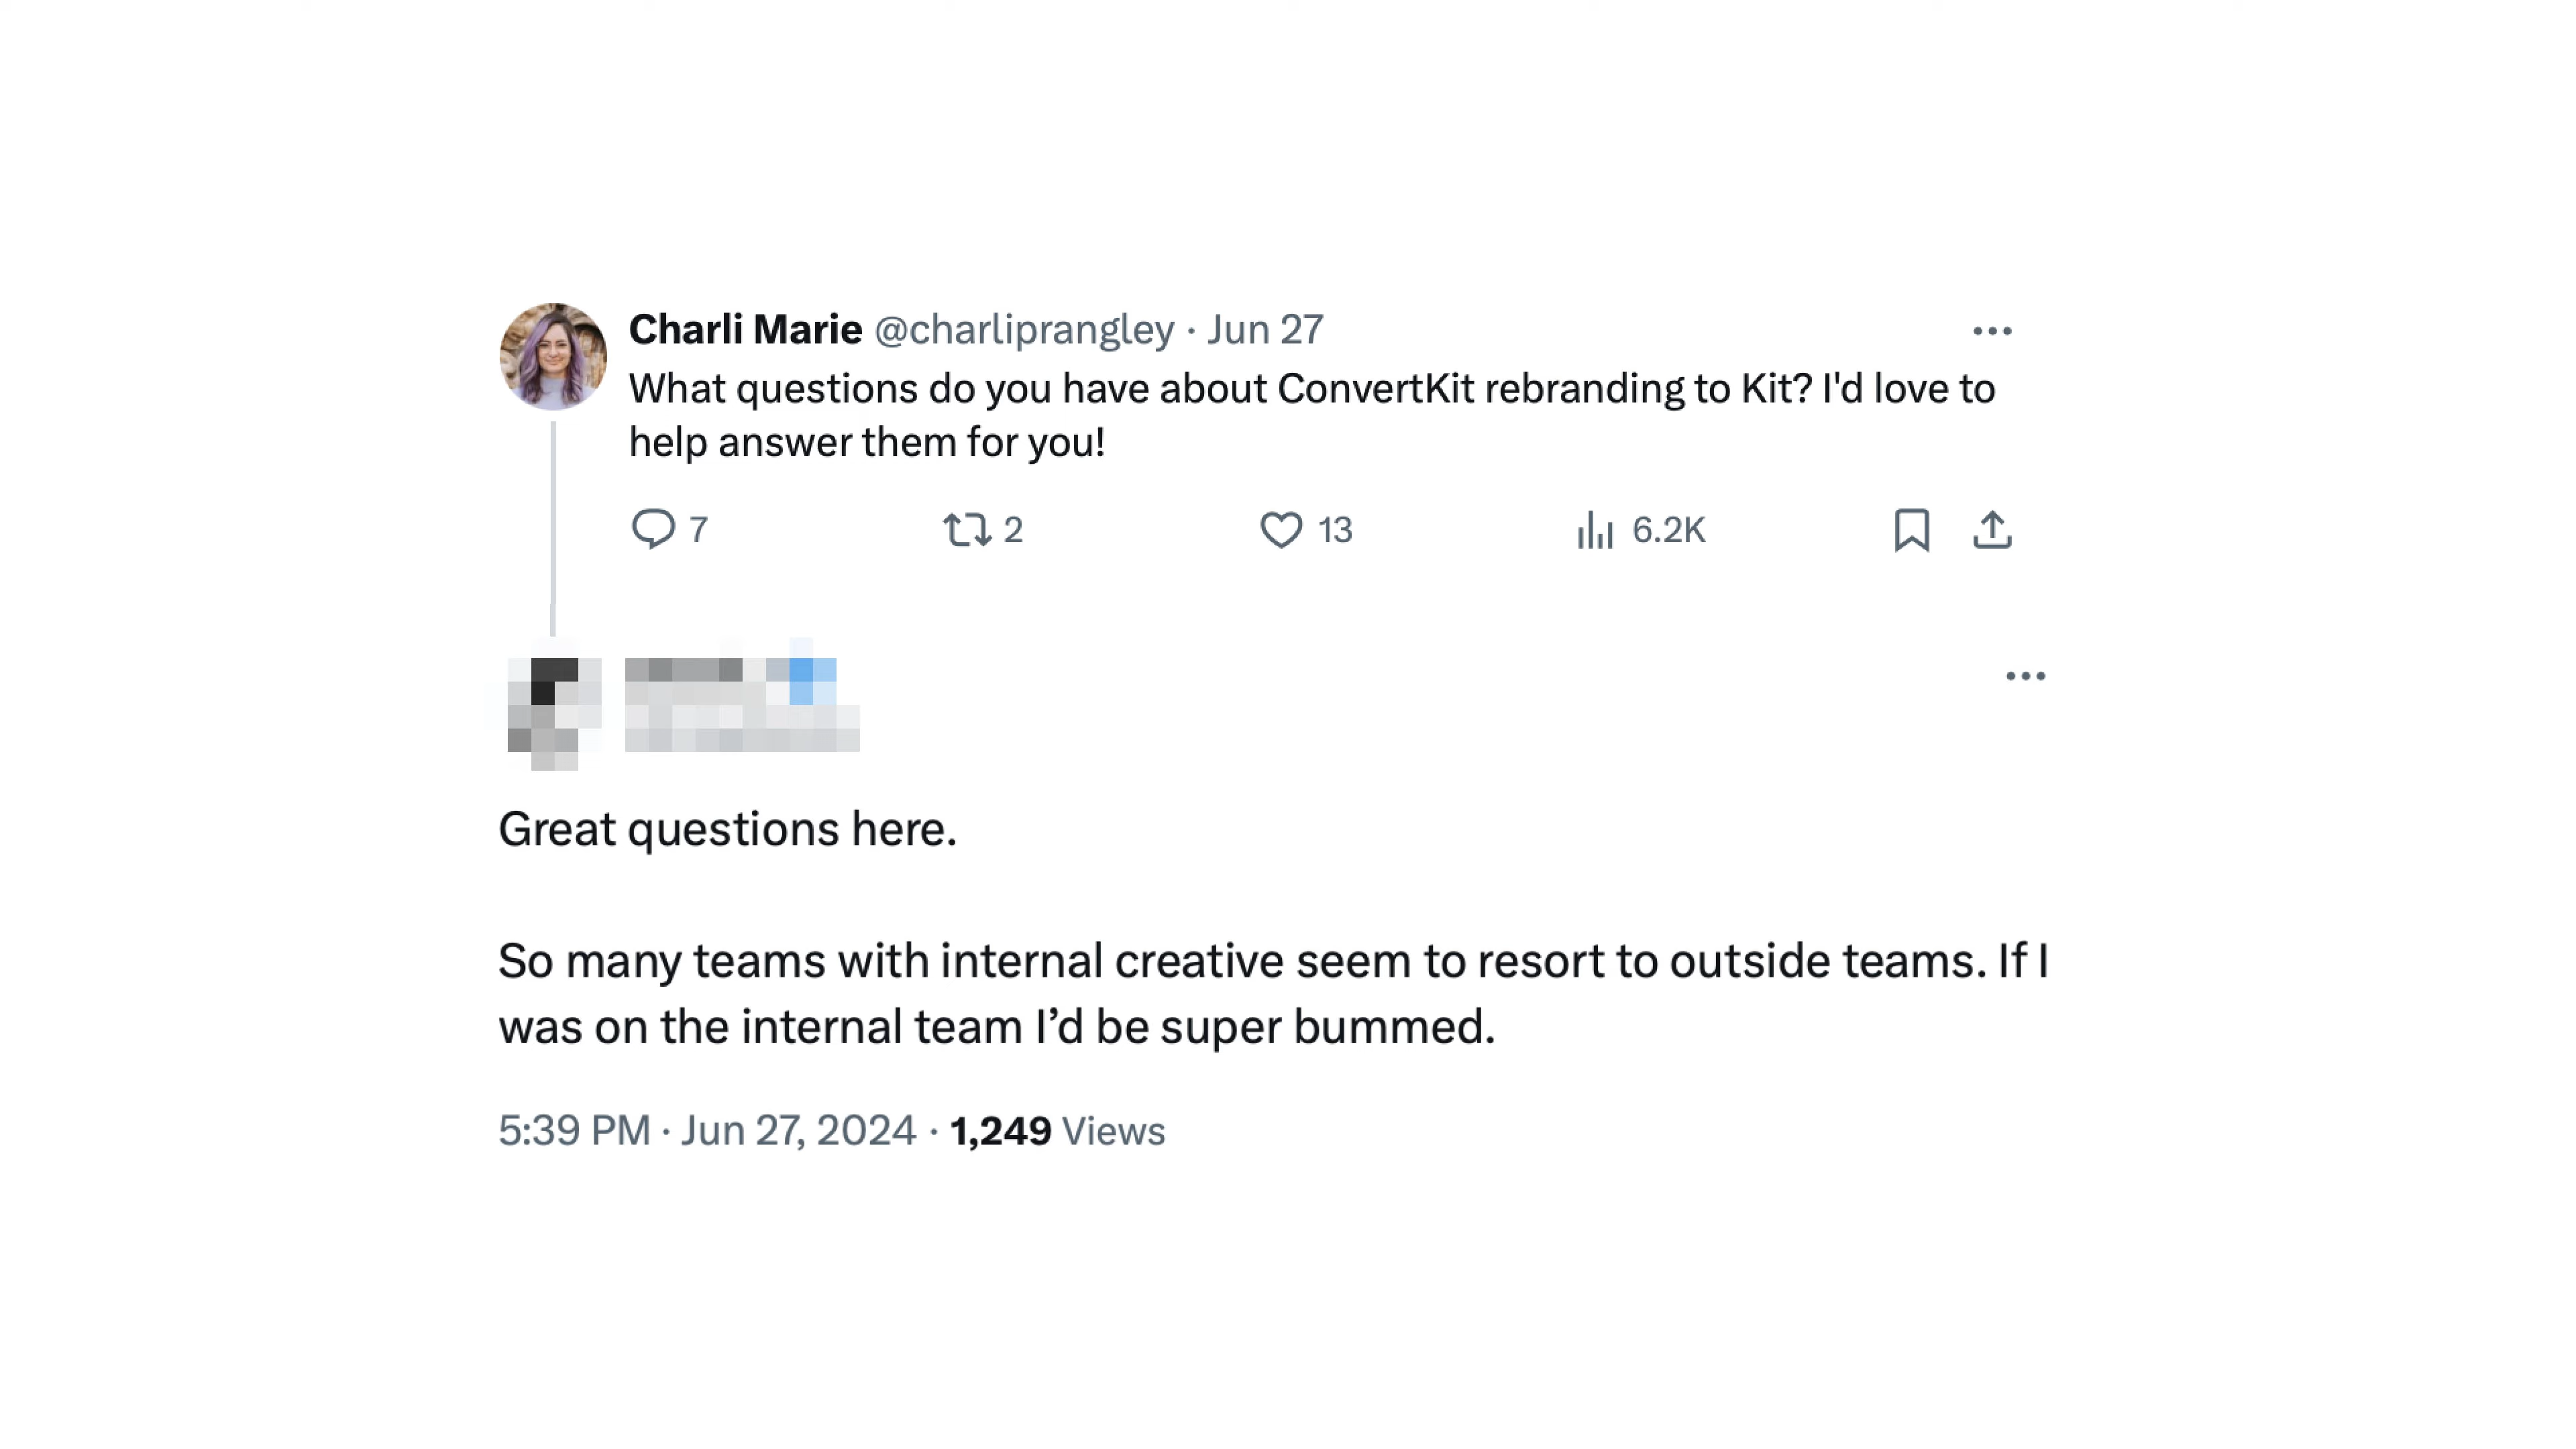 Charli Marie @charliprangley · Jun 27
What questions do you have about ConvertKit rebranding to Kit? I'd love to
help answer them for you!
7 2 13 6.2K
Great questions here.
So many teams with internal creative seem to resort to outside teams. If I
was on the internal team I’d be super bummed.
5:39 PM · Jun 27, 2024 · 1,249 Views